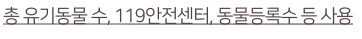 총 유기동물 수, 119안전센터, 동물등록수 등 사용